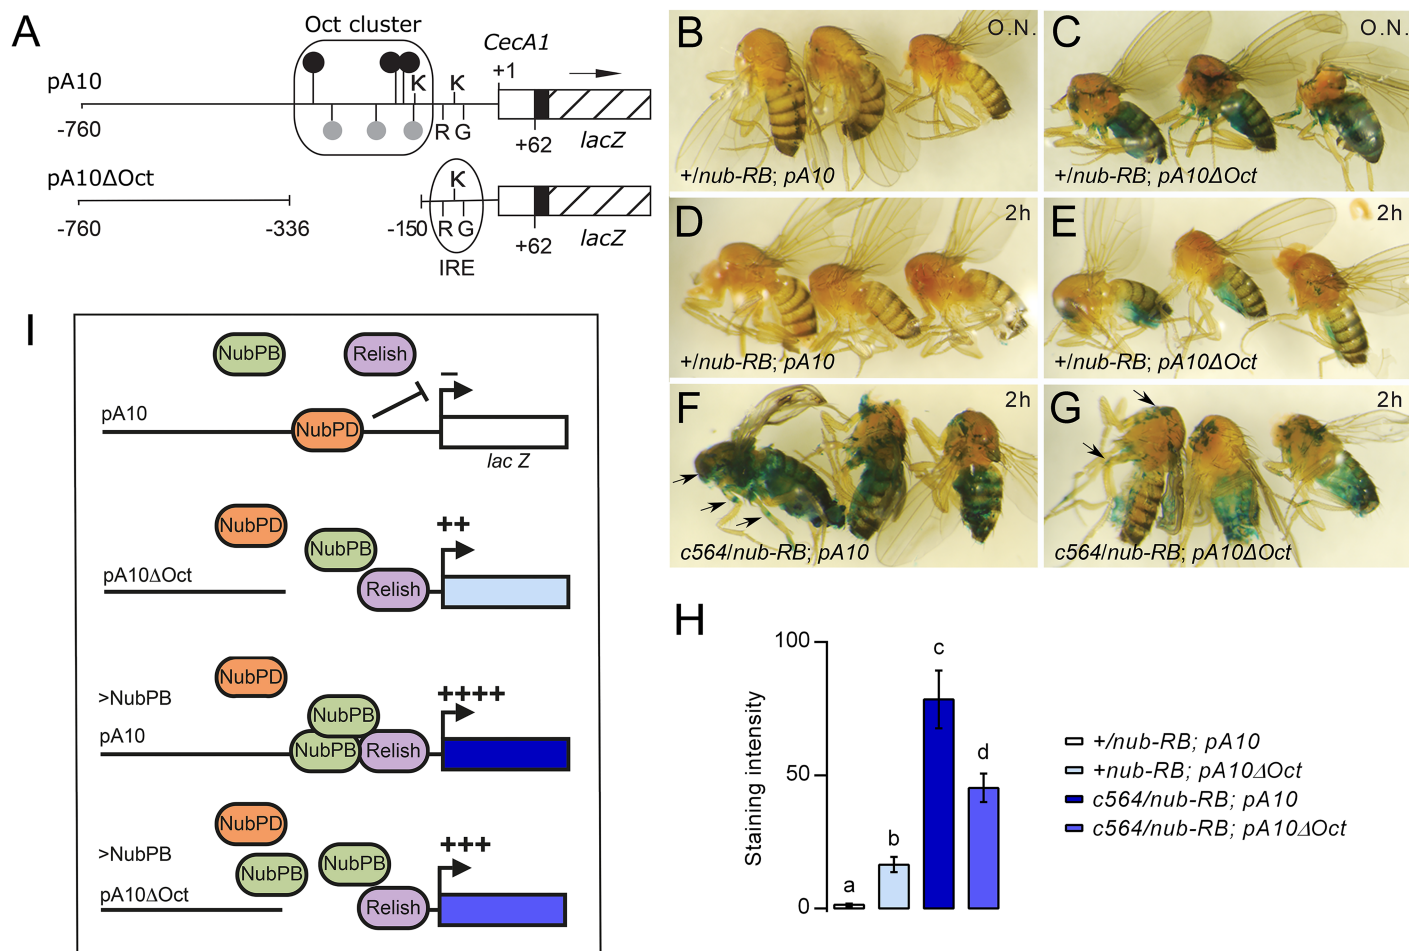 A
Oct cluster
CecA1
+1
pA10
K K
-760
R G
+62
lacZ
pA10ΔOct
K
-760
-336
-150
R G
+62
lacZ
IRE
B
O.N.
+/nub-RB; pA10
C
O.N.
+/nub-RB; pA10ΔOct
D
2h
+/nub-RB; pA10
E
2h
+/nub-RB; pA10ΔOct
F
2h
c564/nub-RB; pA10
G
2h
c564/nub-RB; pA10ΔOct
I
NubPB
Relish
–
pA10
NubPD
lac Z
NubPD
++
NubPB
pA10ΔOct
Relish
NubPD
++++
>NubPB
NubPB
pA10
NubPB
Relish
NubPD
+++
>NubPB
NubPB
NubPB
pA10ΔOct
Relish
H
Staining intensity
100
50
0
a
b
c
d
+/nub-RB; pA10
+nub-RB; pA10ΔOct
c564/nub-RB; pA10
c564/nub-RB; pA10ΔOct